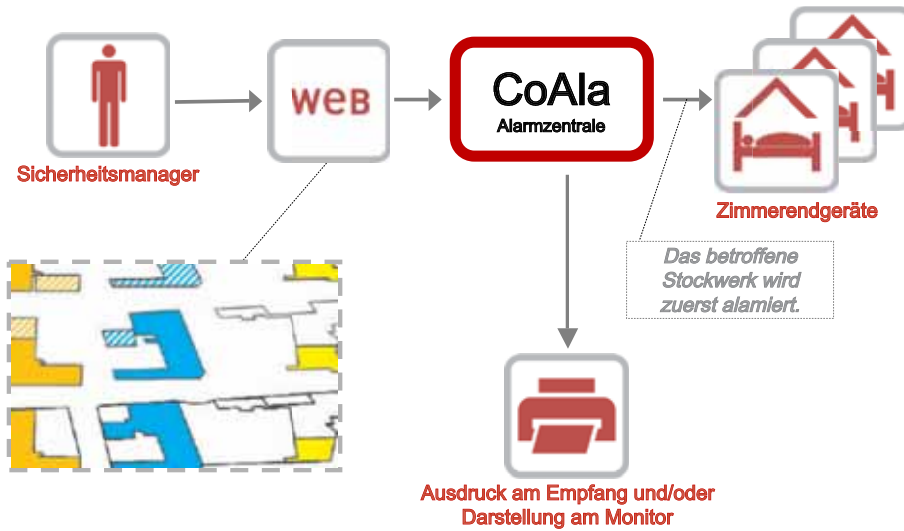 WEB
CoAla
Alarmzentrale
Sicherheitsmanager
Zimmerendgeräte
Das betroffene
Stockwerk wird
zuerst alamiert.
Ausdruck am Empfang und/oder
Darstellung am Monitor